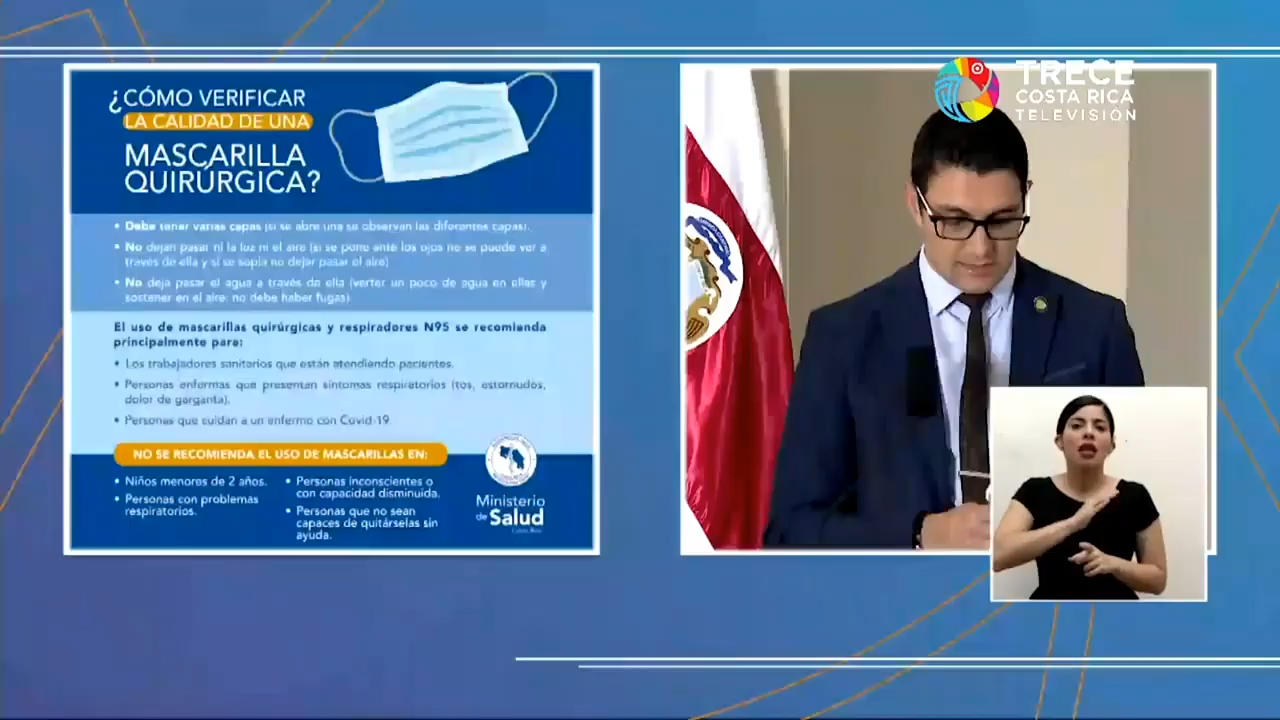 ¿CÓMO VERIFICAR
LA CALIDAD DE UNA
MASCARILLA
QUIRÚRGICA?
• Debe tener varias capas (si se abre una se observan las diferentes capas).
• No dejan pasar ni la luz ni el aire (si se pone ante los ojos no se puede ver a
través de ella y si se sopla no dejar pasar el aire)
• No deja pasar el agua a través de ella (verter un poco de agua en ellas y
sostener en el aire: no debe haber fugas)
El uso de mascarillas quirúrgicas y respiradores N95 se recomienda
principalmente para:
• Los trabajadores sanitarios que están atendiendo pacientes.
• Personas enfermas que presentan síntomas respiratorios (tos, estornudos,
dolor de garganta).
• Personas que cuidan a un enfermo con Covid-19
NO SE RECOMIENDA EL USO DE MASCARILLAS EN:
• Niños menores de 2 años.
• Personas con problemas
respiratorios.
• Personas inconscientes o
con capacidad disminuida.
• Personas que no sean
capaces de quitárselas sin
ayuda.
Ministerio
de Salud
Costa Rica
TRECE
COSTA RICA
TELEVISIÓN